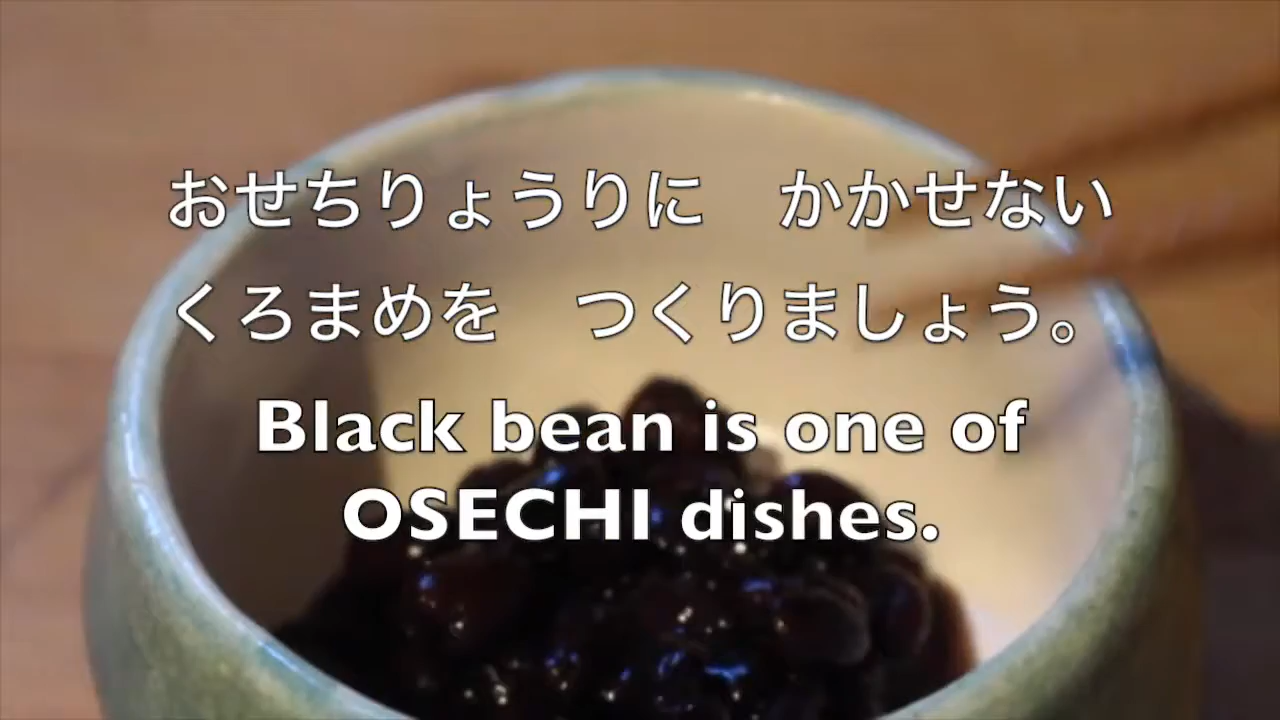 おせちりょうりに　かかせない
くろまめを　つくりましょう。
Black bean is one of
OSECHI dishes.